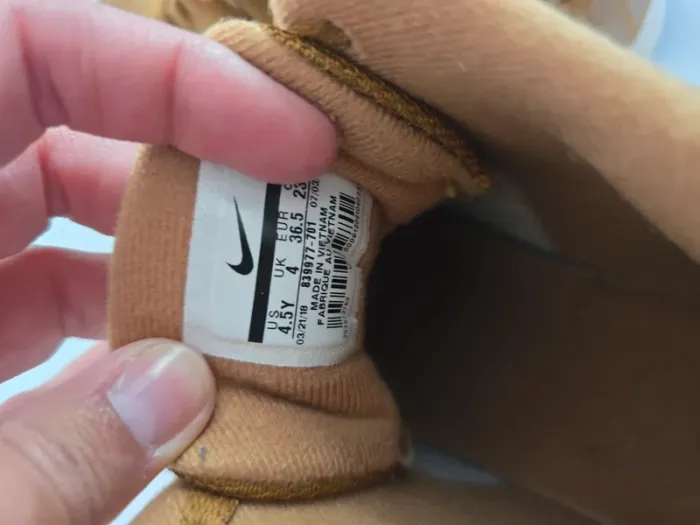 US UK EUR
4.5Y 4 36.5 23
03/21/18 07/03
839977-701
MADE IN VIETNAM
FABRIQUE AU VIETNAM